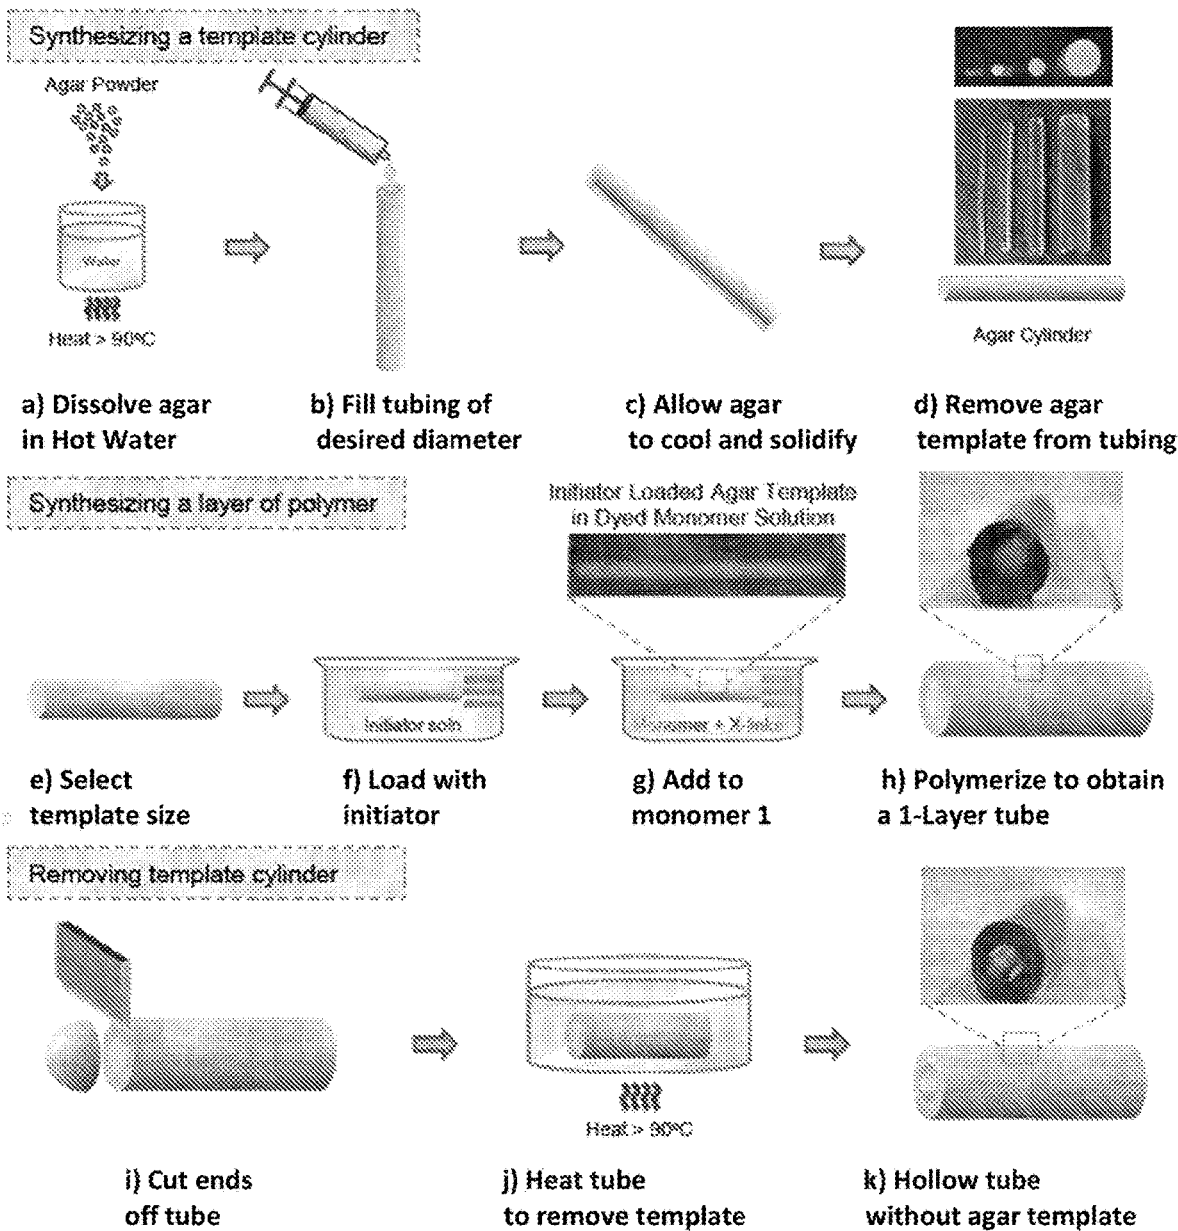 Synthesizing a template cylinder
Agar Powder
Water
Heat > 90ºC
Agar Cylinder
a) Dissolve agar
in Hot Water
b) Fill tubing of
desired diameter
c) Allow agar
to cool and solidify
d) Remove agar
template from tubing
Synthesizing a layer of polymer
Initiator Loaded Agar Template
in Dyed Monomer Solution
Initiator soln
+ X-linker
e) Select
template size
f) Load with
initiator
g) Add to
monomer 1
h) Polymerize to obtain
a 1-Layer tube
Removing template cylinder
Heat > 90ºC
i) Cut ends
off tube
j) Heat tube
to remove template
k) Hollow tube
without agar template